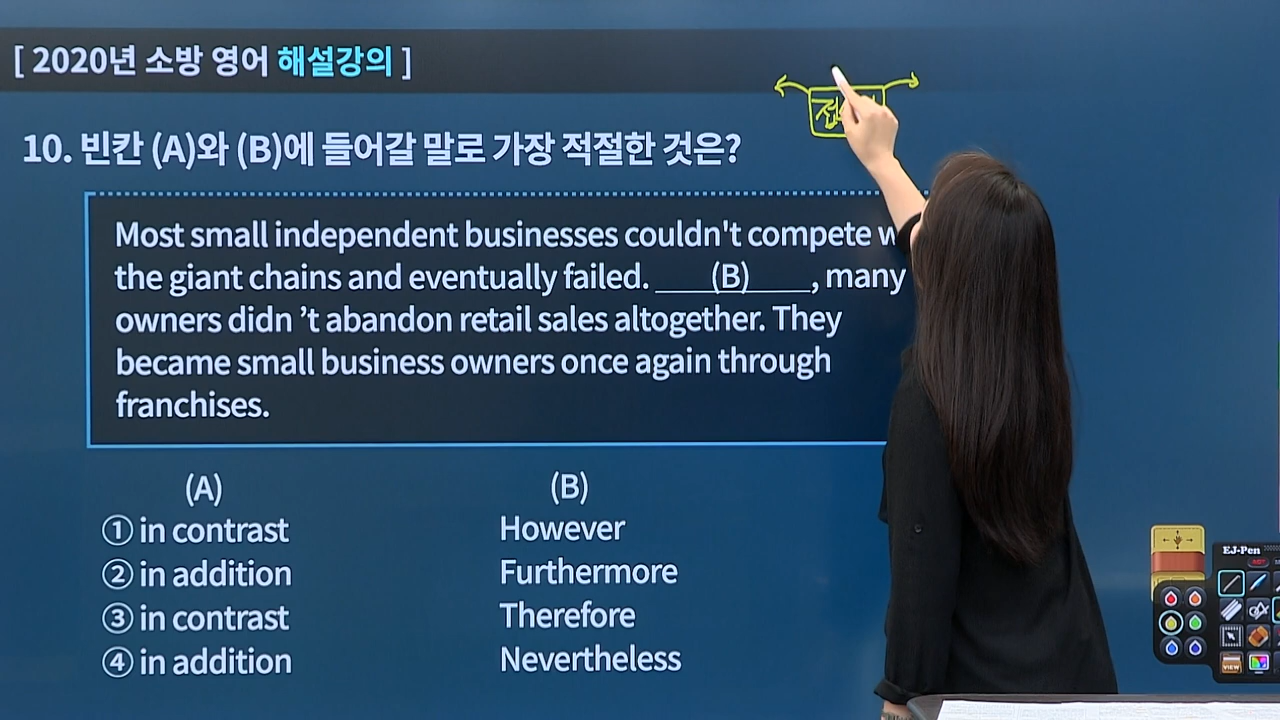 [ 2020년 소방 영어 해설강의 ]
10. 빈칸 (A)와 (B)에 들어갈 말로 가장 적절한 것은?
Most small independent businesses couldn't compete
the giant chains and eventually failed. ____(B)____, many
owners didn ’t abandon retail sales altogether. They
became small business owners once again through
franchises.
(A) (B)
① in contrast However
② in addition Furthermore
③ in contrast Therefore
④ in addition Nevertheless
EJ-Pen
VIEW